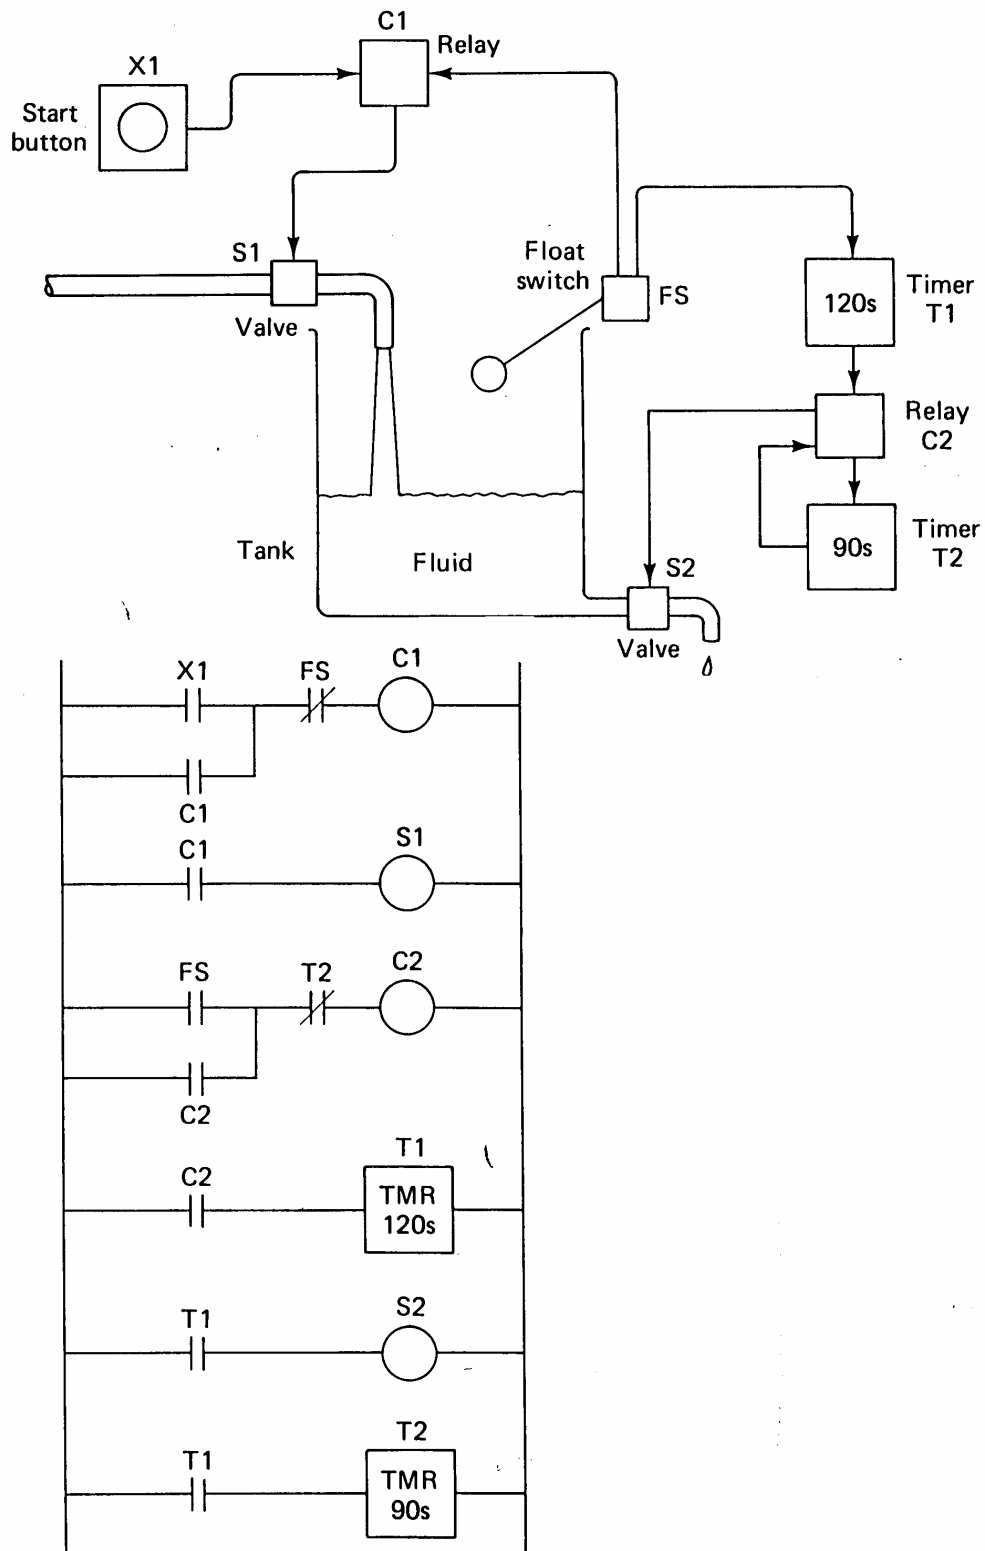 C1
Relay
X1
Start
button
S1
Valve
Float
switch
FS
120s
Timer
T1
Relay
C2
90s
Timer
T2
Tank
Fluid
S2
Valve
X1
FS
C1
C1
C1
S1
FS
T2
C2
C2
C2
T1
TMR
120s
T1
S2
T1
T2
TMR
90s